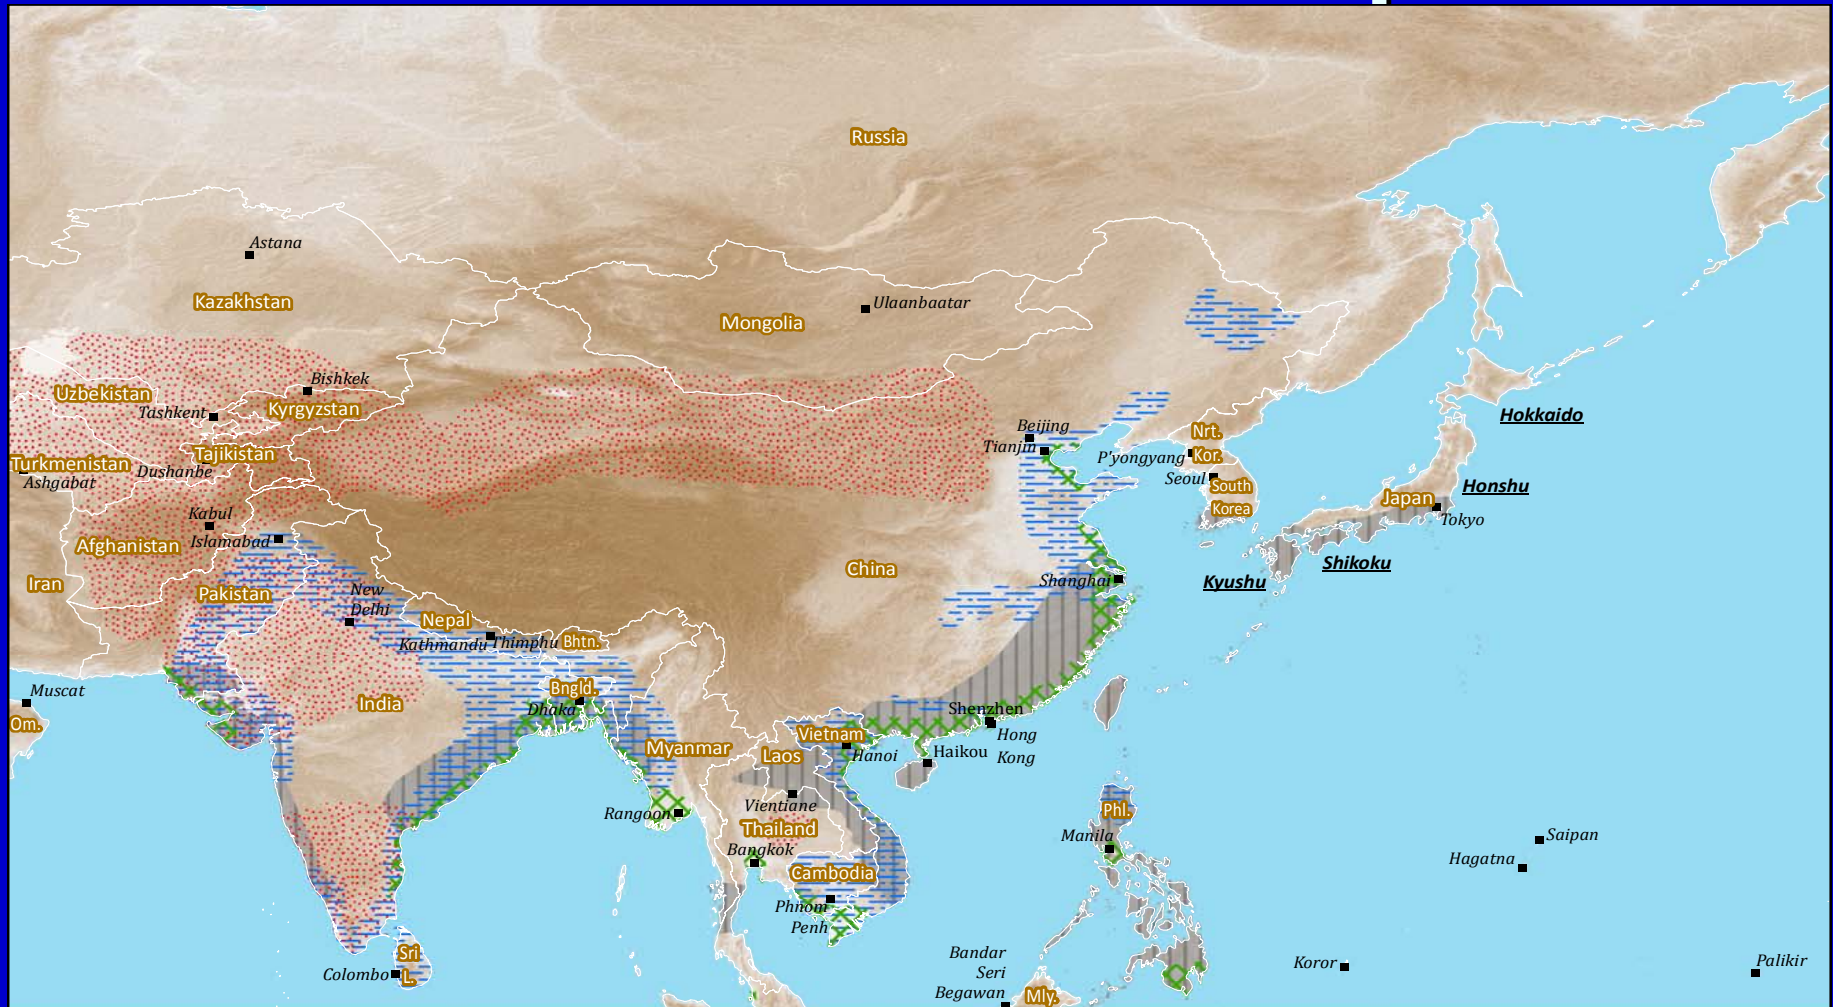 Russia
Astana
Kazakhstan
Ulaanbaatar
Mongolia
Bishkek
Uzbekistan
Kyrgyzstan
Tashkent
Hokkaido
Beijing
Nrt.
Tianjin
Kor.
P'yongyang
Tajikistan
Turkmenistan
Dushanbe
Ashgabat
Seoul
South
Korea
Honshu
Japan
Tokyo
Kabul
Islamabad
Afghanistan
China
Shikoku
Iran
Kyushu
Shanghai
Pakistan
New
Delhi
Nepal
Kathmandu
Thimphu
Bhtn.
Muscat
Om.
India
Bngld.
Dhaka
Myanmar
Vietnam
Laos
Hanoi
Shenzhen
Hong
Kong
Haikou
Vientiane
Rangoon
Thailand
Bangkok
Phl.
Manila
Saipan
Hagatna
Cambodia
Phnom
Penh
Sri
L.
Colombo
Bandar
Seri
Begawan
Mly.
Koror
Palikir